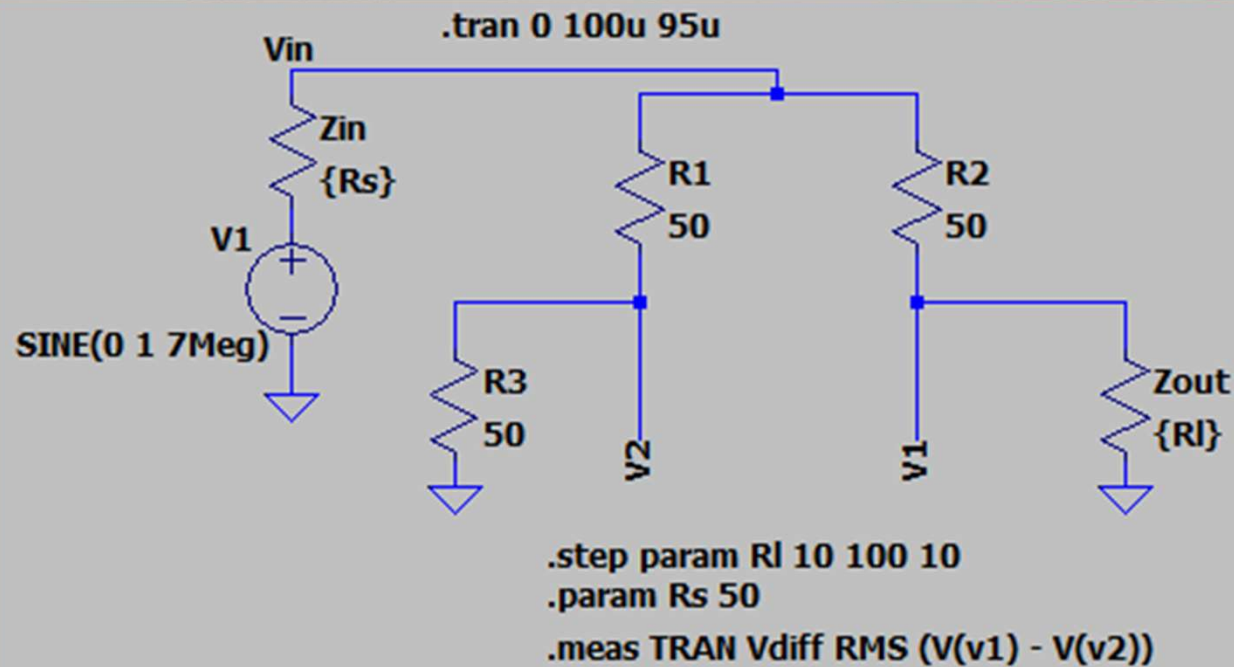 .tran 0 100u 95u
Vin
Zin
{Rs}
V1
SINE(0 1 7Meg)
R1
50
R2
50
R3
50
V2
V1
Zout
{Rl}
.step param Rl 10 100 10
.param Rs 50
.meas TRAN Vdiff RMS (V(v1) - V(v2))